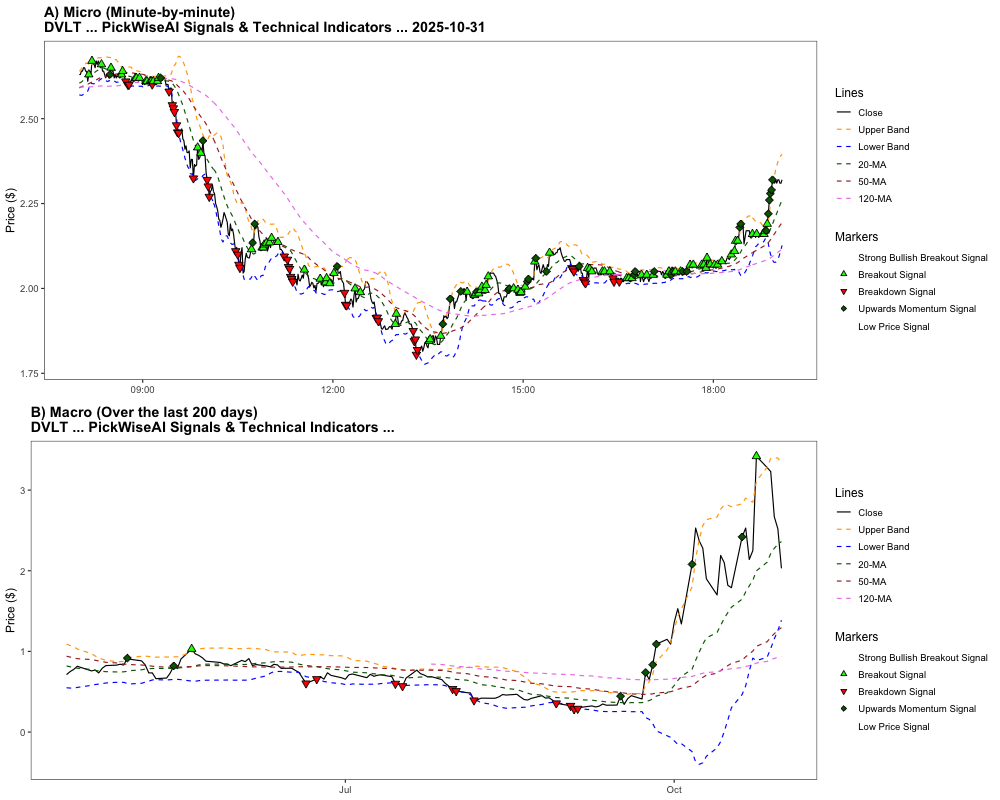 A) Micro (Minute-by-minute)
DVLT ... PickWiseAI Signals & Technical Indicators ... 2025-10-31
Price ($)
2.50
2.25
2.00
1.75
09:00
12:00
15:00
18:00
Lines
Close
Upper Band
Lower Band
20-MA
50-MA
120-MA
Markers
Strong Bullish Breakout Signal
Breakout Signal
Breakdown Signal
Upwards Momentum Signal
Low Price Signal
B) Macro (Over the last 200 days)
DVLT ... PickWiseAI Signals & Technical Indicators ...
Price ($)
3
2
1
0
Jul
Oct
Lines
Close
Upper Band
Lower Band
20-MA
50-MA
120-MA
Markers
Strong Bullish Breakout Signal
Breakout Signal
Breakdown Signal
Upwards Momentum Signal
Low Price Signal